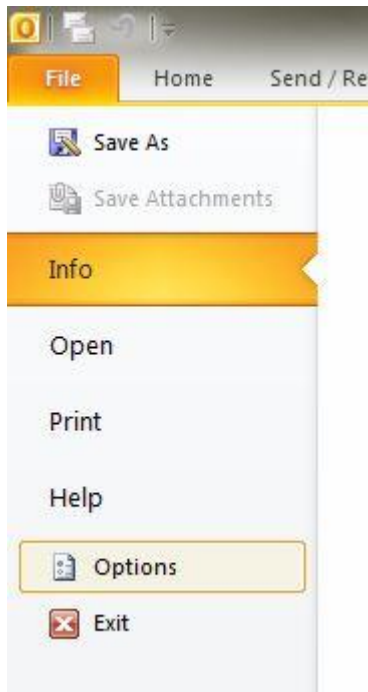 File Home Send / Re
Save As
Save Attachments
Info
Open
Print
Help
Options
Exit